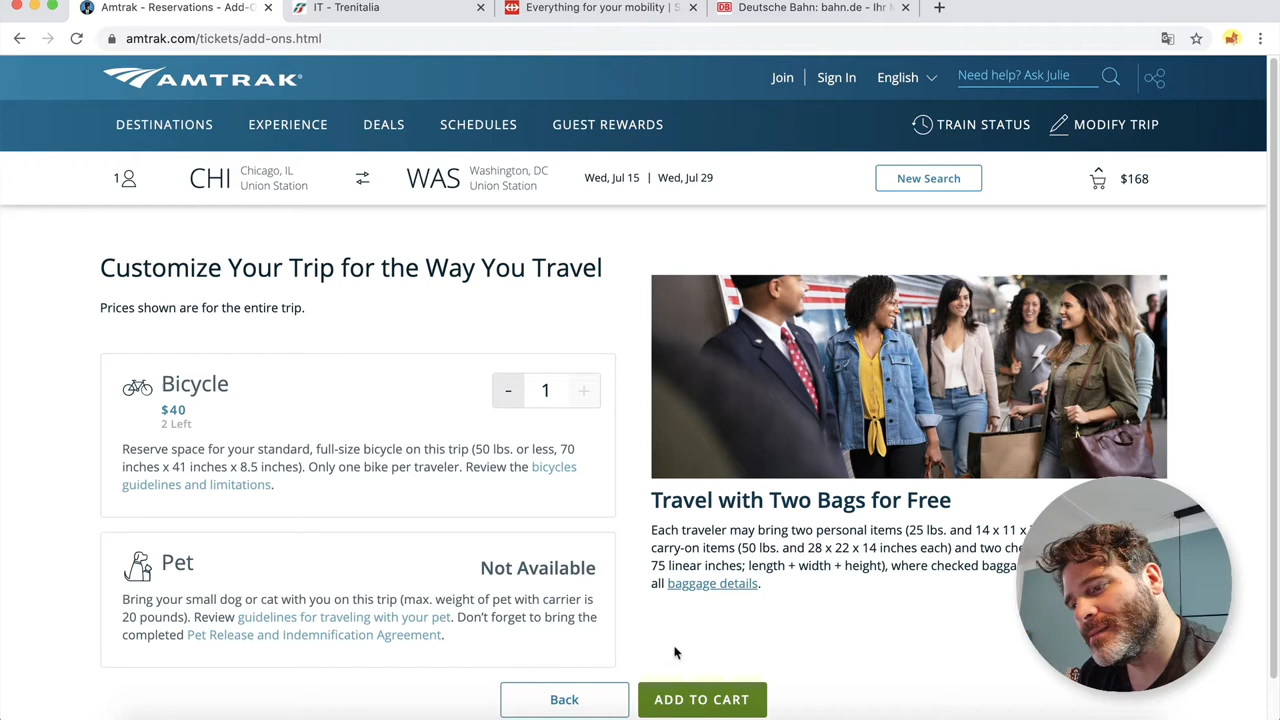 Amtrak - Reservations - Add-O
IT - Trenitalia
Everything for your mobility | S
DB Deutsche Bahn: bahn.de - Ihr M
amtrak.com/tickets/add-ons.html
AMTRAK
Join | Sign In English Need help? Ask Julie
DESTINATIONS EXPERIENCE DEALS SCHEDULES GUEST REWARDS TRAIN STATUS MODIFY TRIP
1 CHI Chicago, IL
Union Station
WAS Washington, DC
Union Station
Wed, Jul 15 | Wed, Jul 29
New Search
$168
Customize Your Trip for the Way You Travel
Prices shown are for the entire trip.
Bicycle
$40
2 Left
- 1 +
Reserve space for your standard, full-size bicycle on this trip (50 lbs. or less, 70
inches x 41 inches x 8.5 inches). Only one bike per traveler. Review the bicycles
guidelines and limitations.
Pet
Not Available
Bring your small dog or cat with you on this trip (max. weight of pet with carrier is
20 pounds). Review guidelines for traveling with your pet. Don't forget to bring the
completed Pet Release and Indemnification Agreement.
Travel with Two Bags for Free
Each traveler may bring two personal items (25 lbs. and 14 x 11 x
carry-on items (50 lbs. and 28 x 22 x 14 inches each) and two che
75 linear inches; length + width + height), where checked bagga
all baggage details.
Back
ADD TO CART